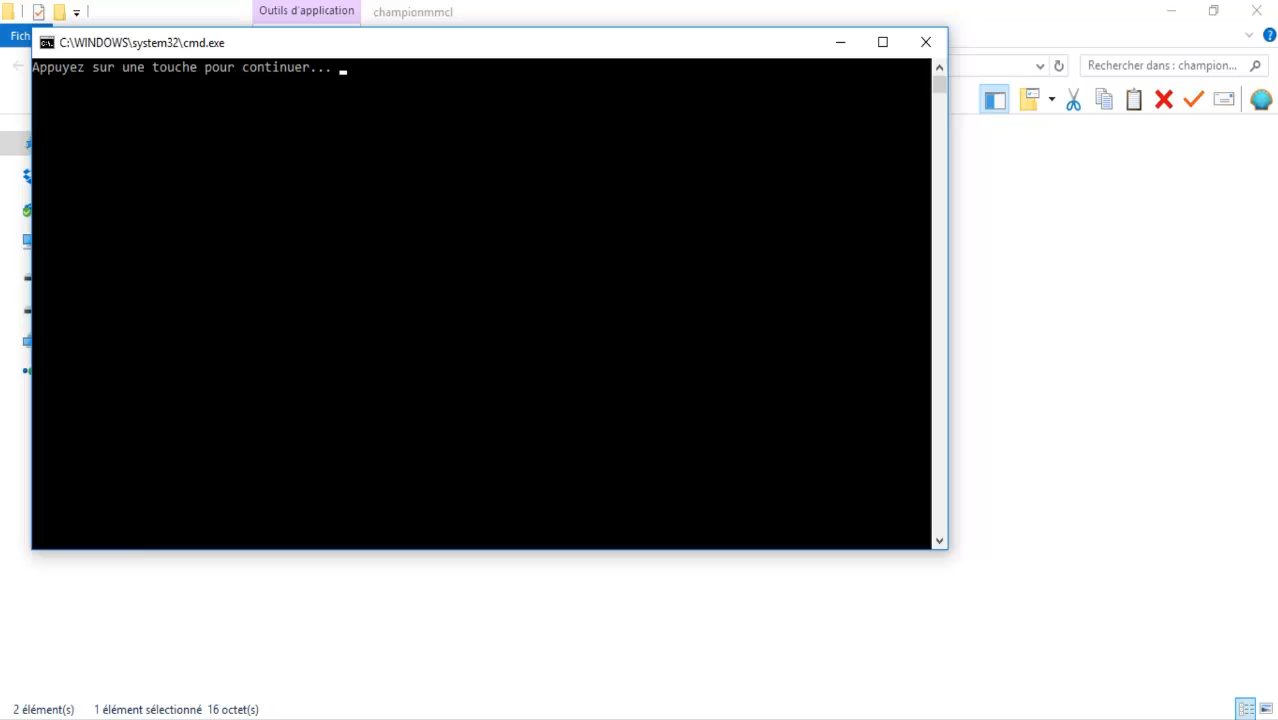 Outils d'application championmmcl
Fich
C:\WINDOWS\system32\cmd.exe
Appuyez sur une touche pour continuer...
Rechercher dans : champion...
2 élément(s) 1 élément sélectionné 16 octet(s)